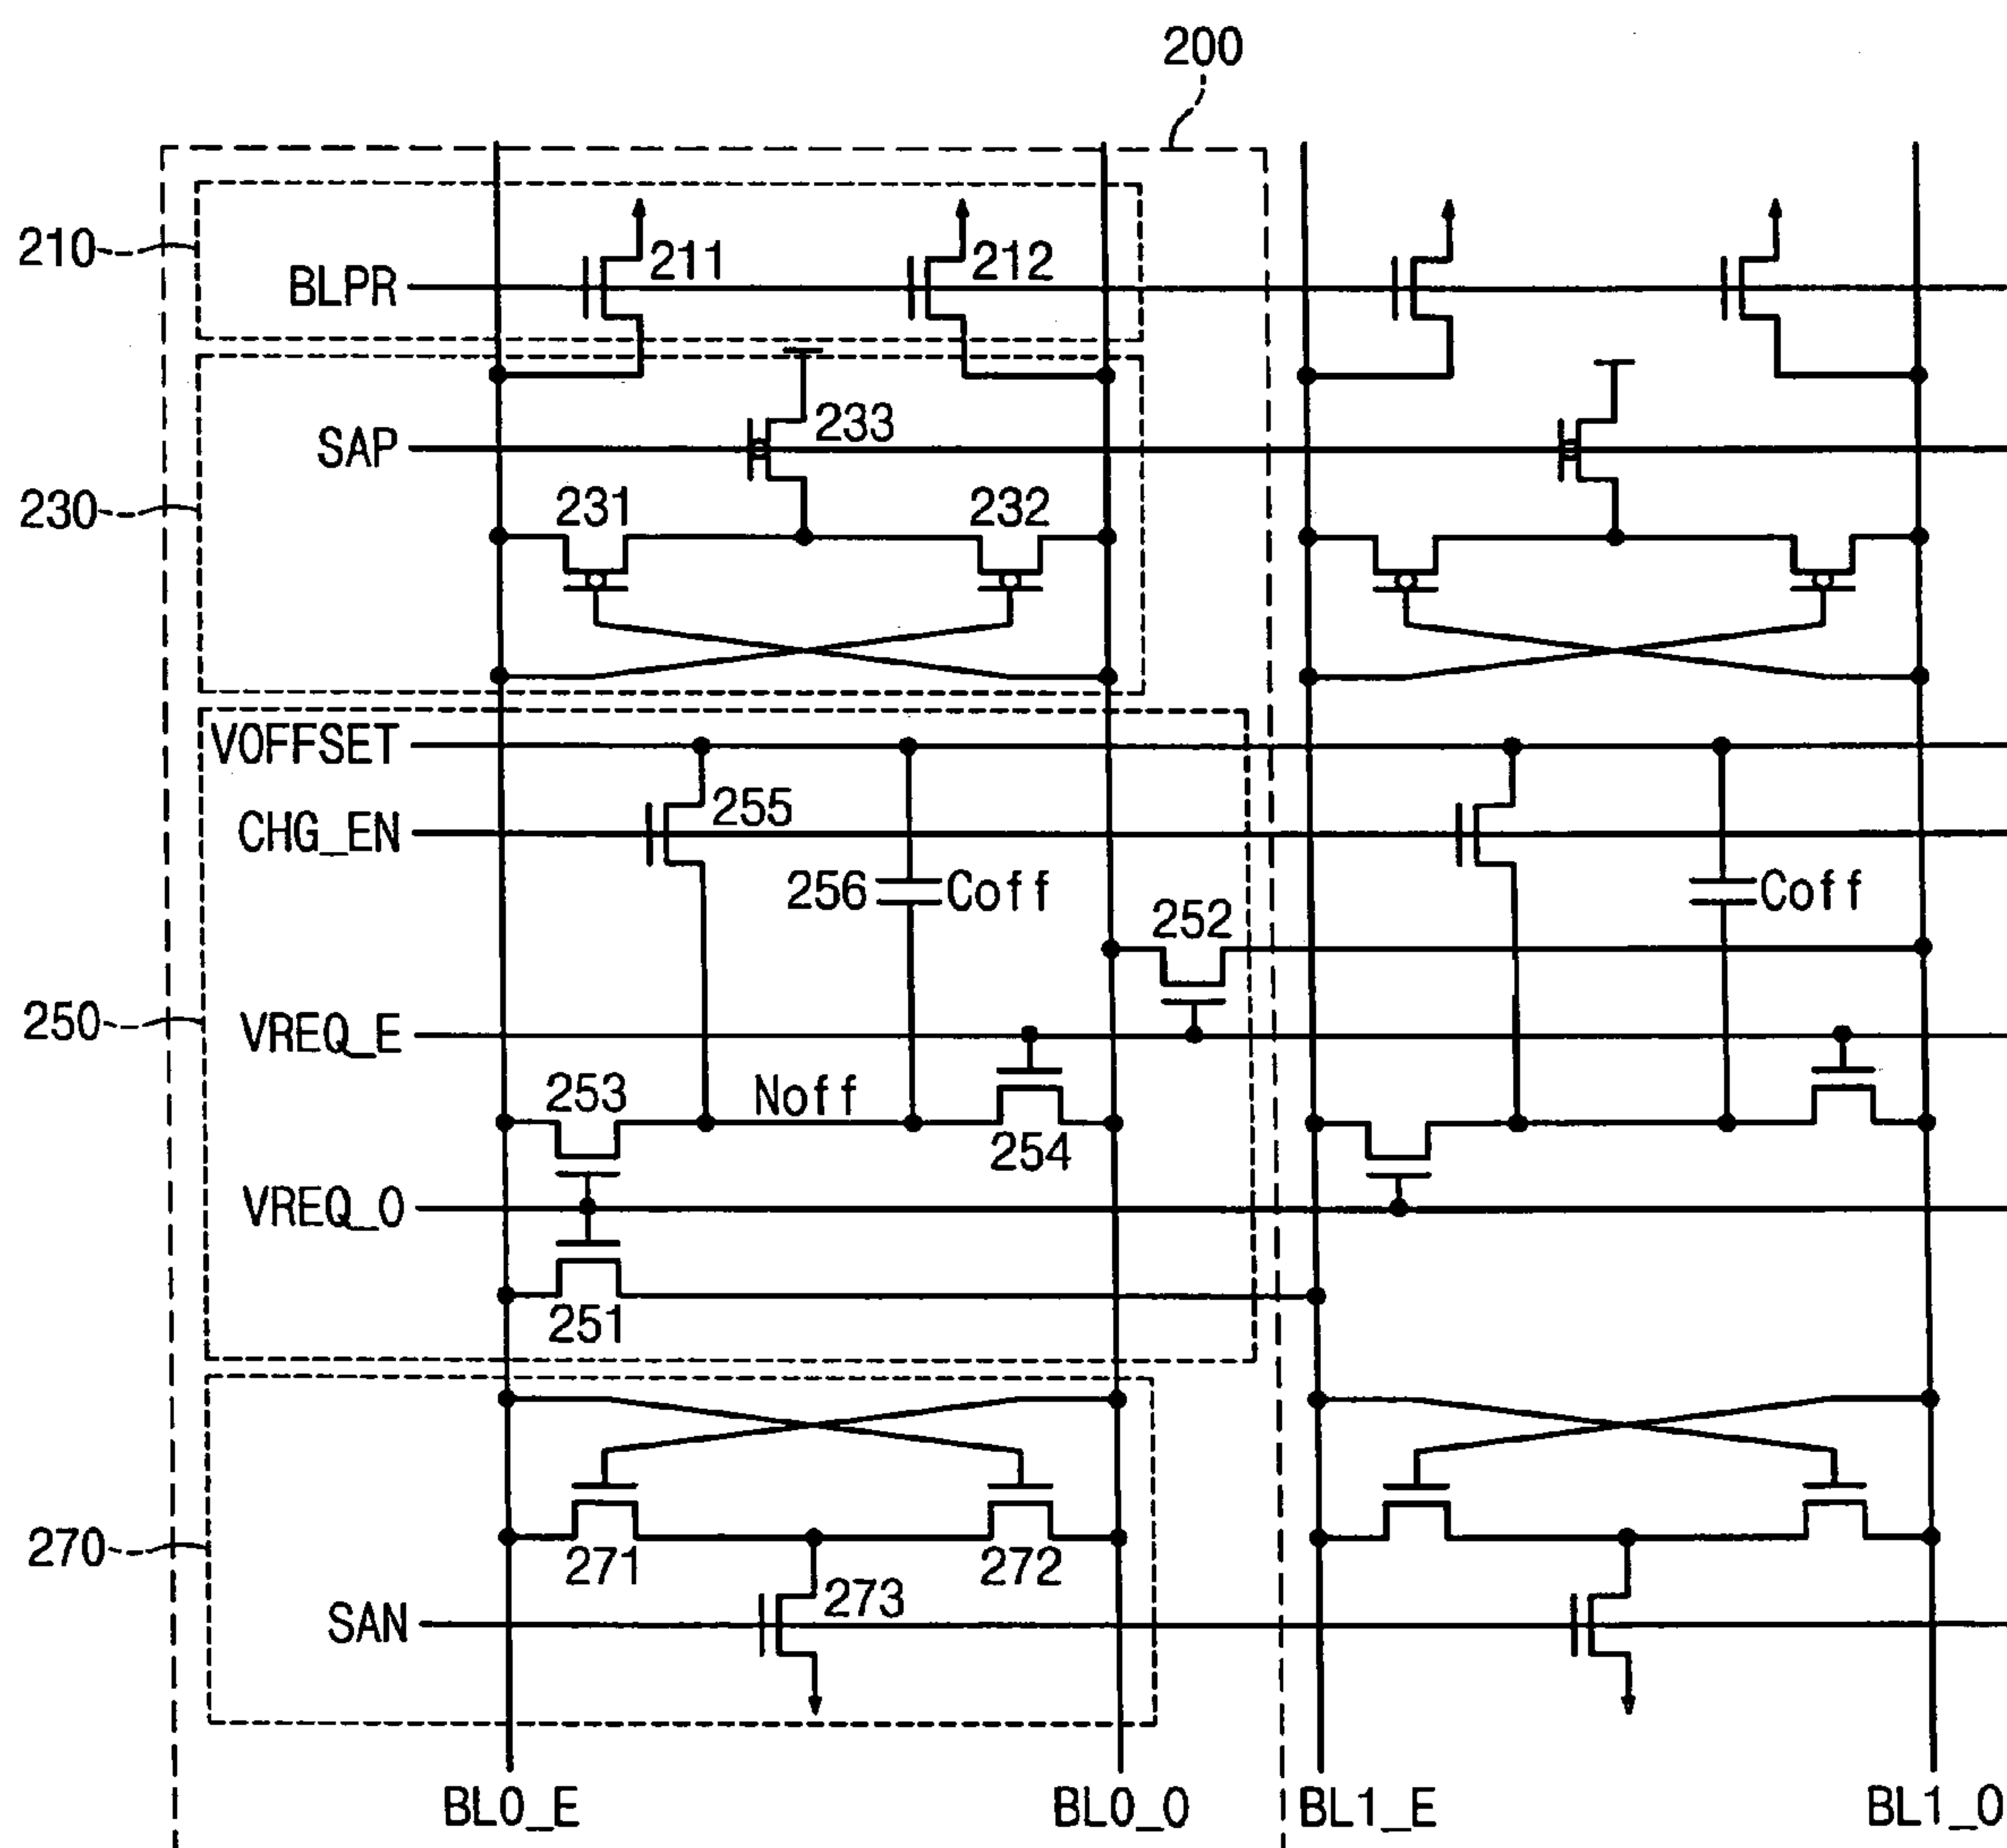 200
210
211
212
BLPR
SAP
233
230
231
232
VOFFSET
255
CHG_EN
256
Coff
Coff
252
250
VREQ_E
253
Noff
254
VREQ_O
251
270
271
272
273
SAN
BL0_E
BL0_O
BL1_E
BL1_O